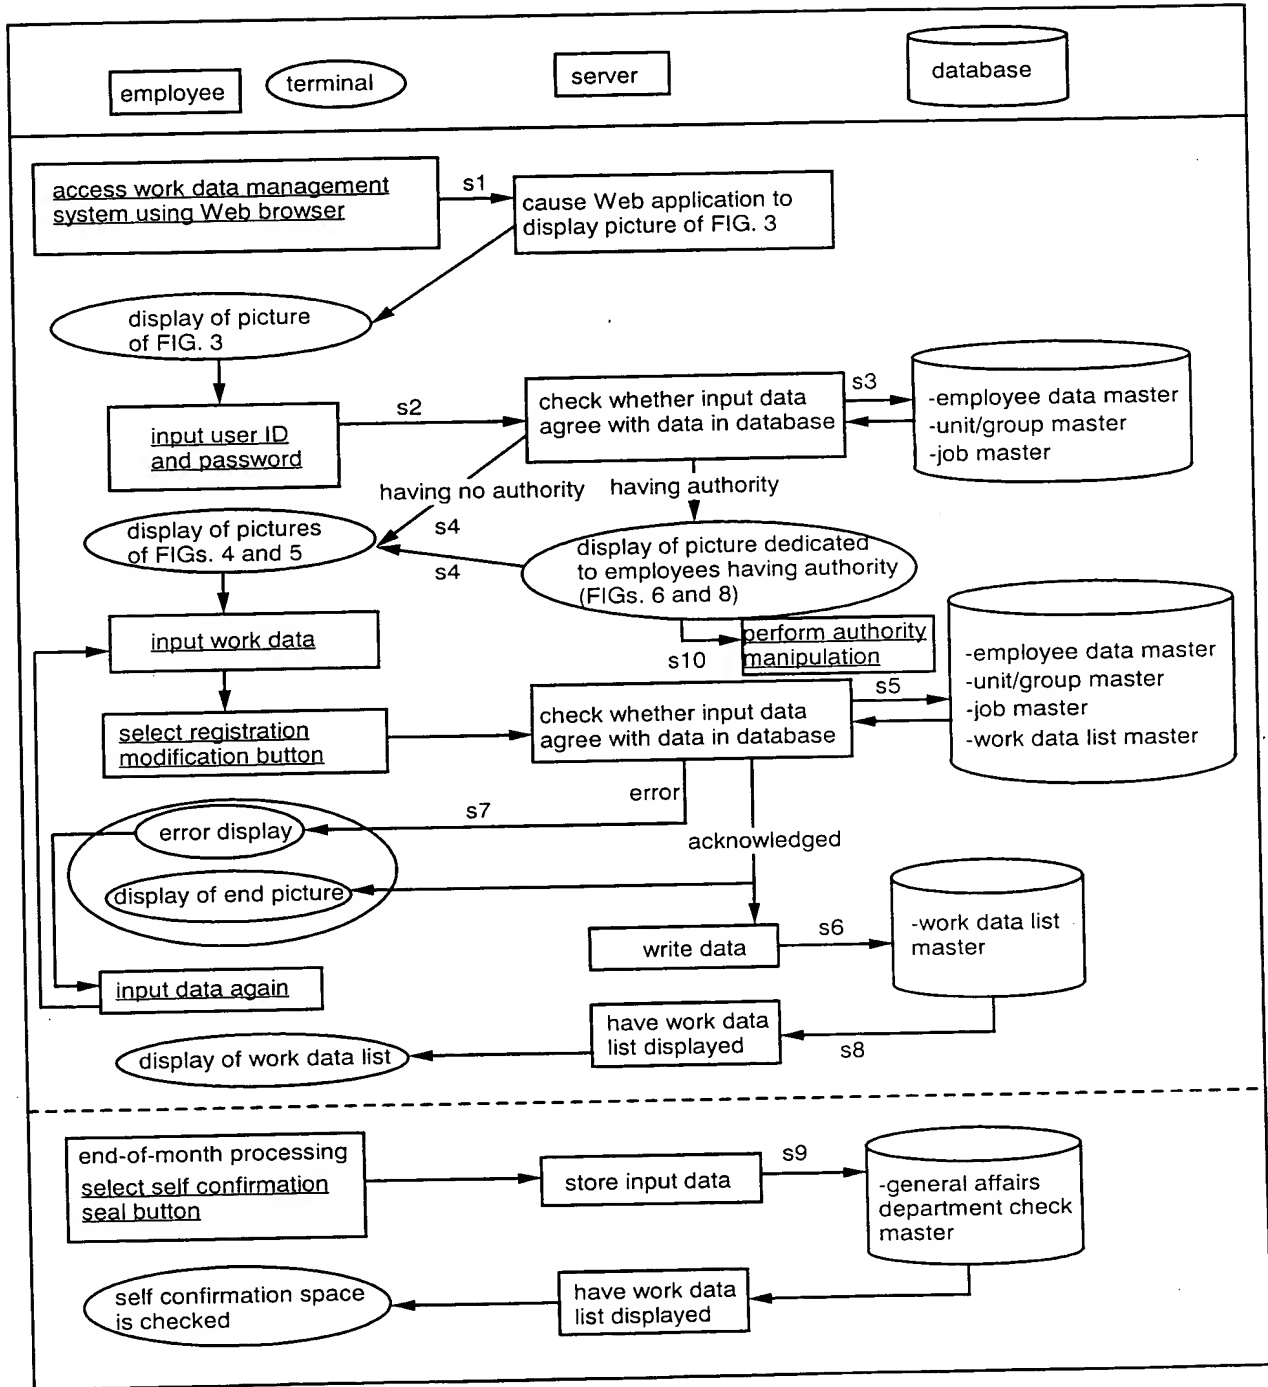 employee
terminal
server
database
access work data management
system using Web browser
s1
cause Web application to
display picture of FIG. 3
display of picture
of FIG. 3
input user ID
and password
s2
check whether input data
agree with data in database
s3
-employee data master
-unit/group master
-job master
having no authority
having authority
s4
display of pictures
of FIGs. 4 and 5
s4
display of picture dedicated
to employees having authority
(FIGs. 6 and 8)
input work data
s10
perform authority
manipulation
select registration
modification button
check whether input data
agree with data in database
s5
-employee data master
-unit/group master
-job master
-work data list master
error
s7
error display
acknowledged
display of end picture
write data
s6
-work data list
master
input data again
have work data
list displayed
s8
display of work data list
end-of-month processing
select self confirmation
seal button
store input data
s9
-general affairs
department check
master
self confirmation space
is checked
have work data
list displayed